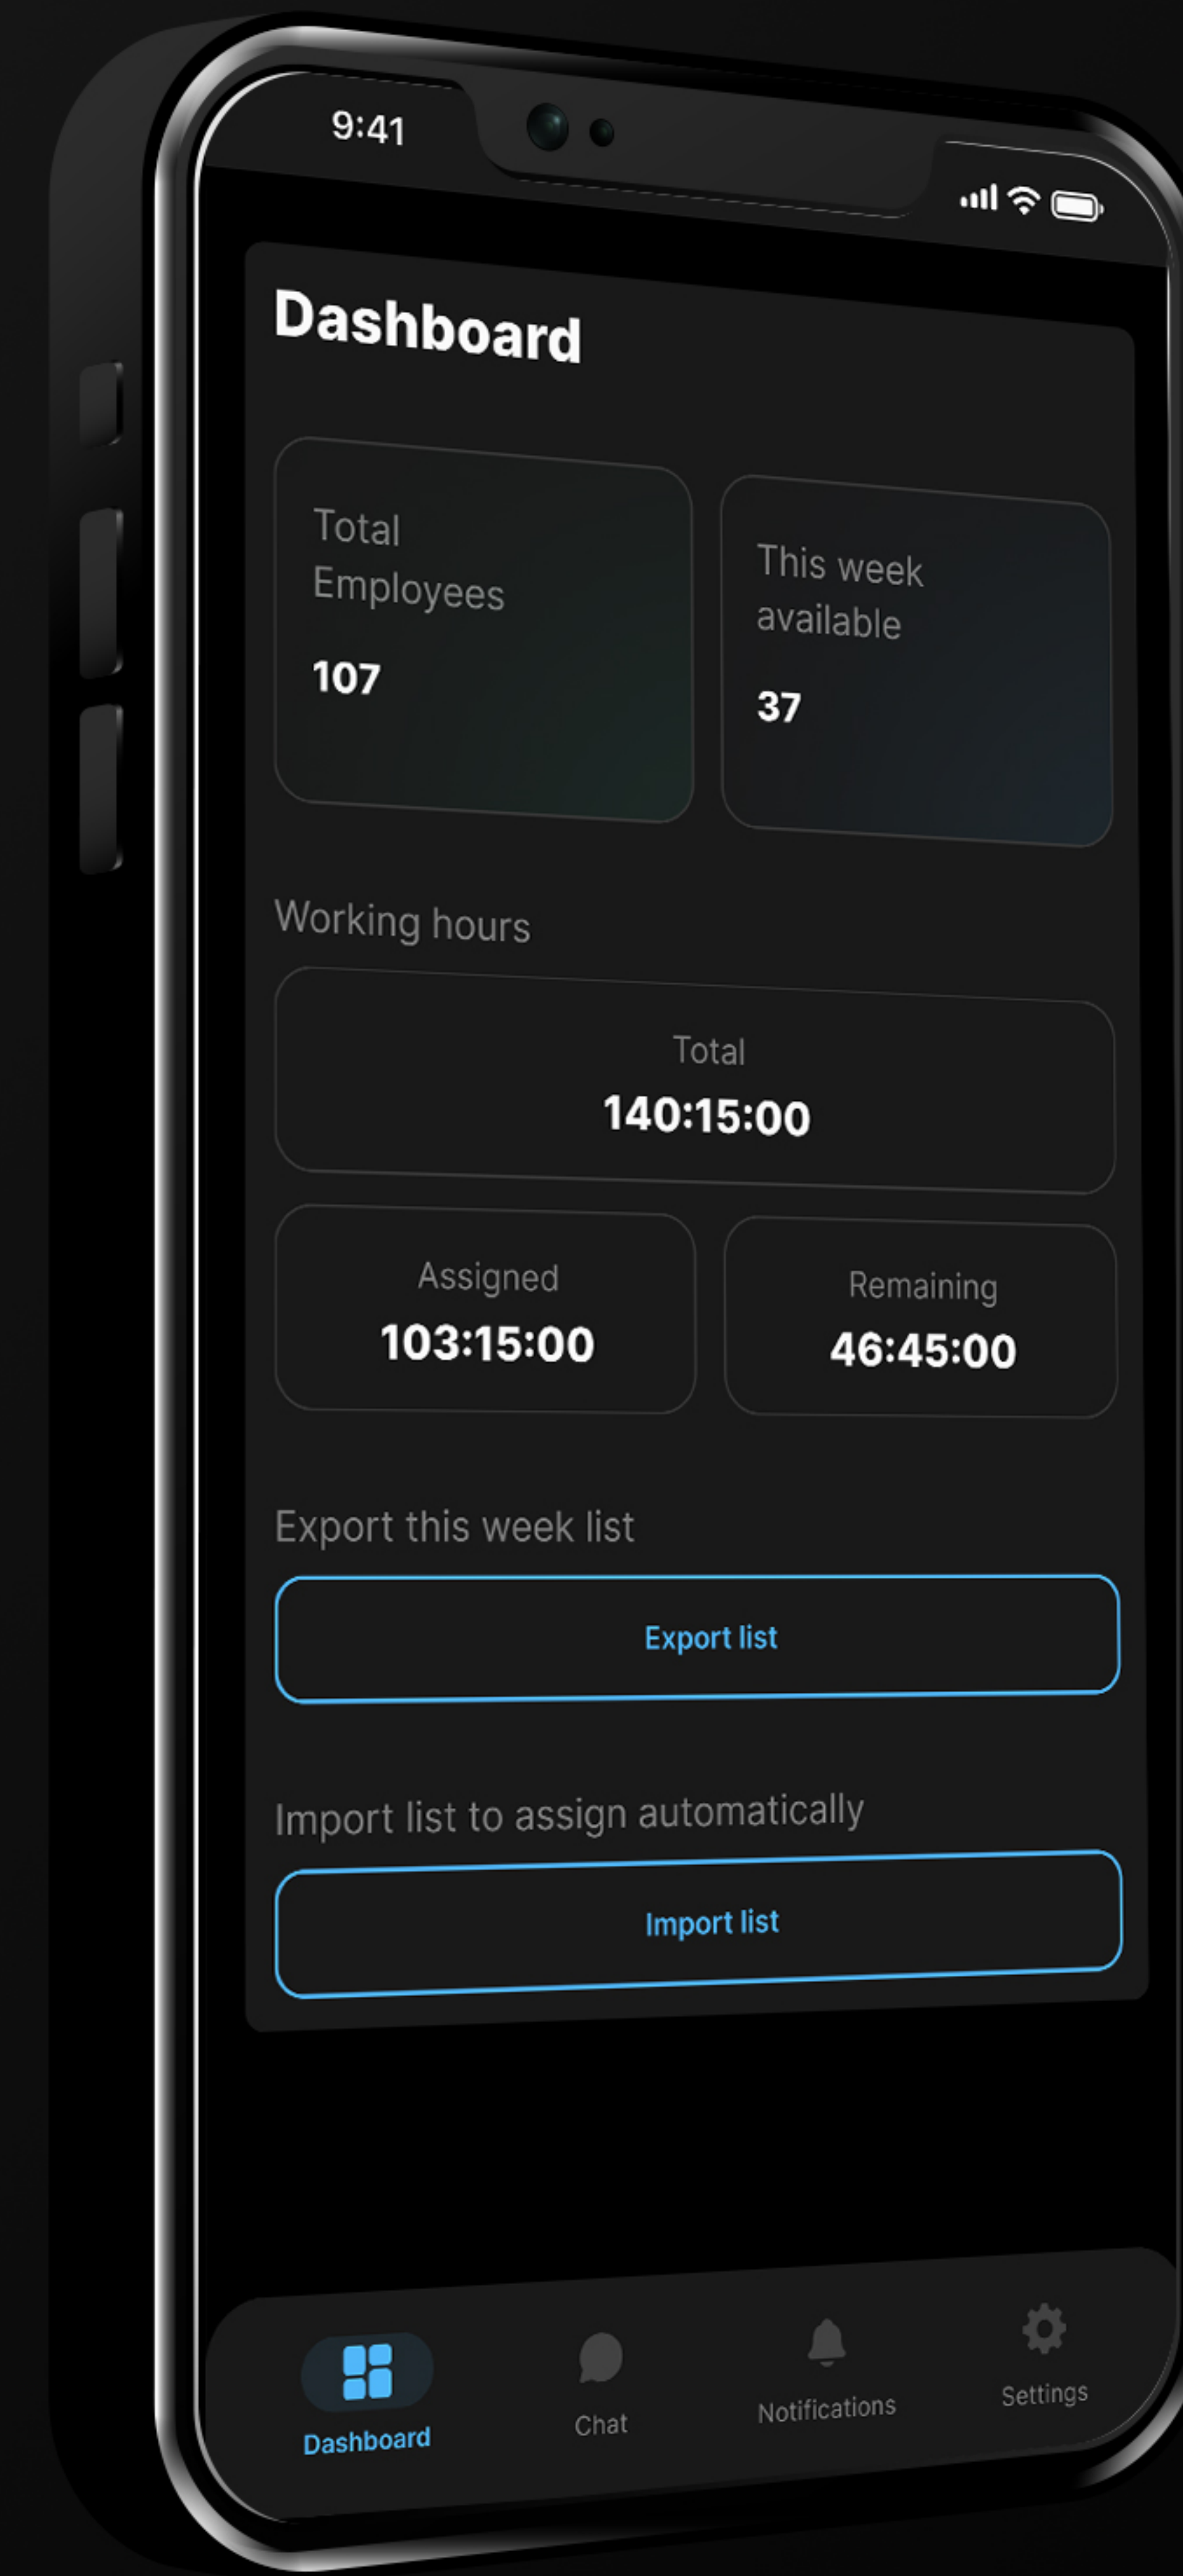 9:41
Dashboard
Total
Employees
107
This week
available
37
Working hours
Total
140:15:00
Assigned
103:15:00
Remaining
46:45:00
Export this week list
Export list
Import list to assign automatically
Import list
Dashboard
Chat
Notifications
Settings